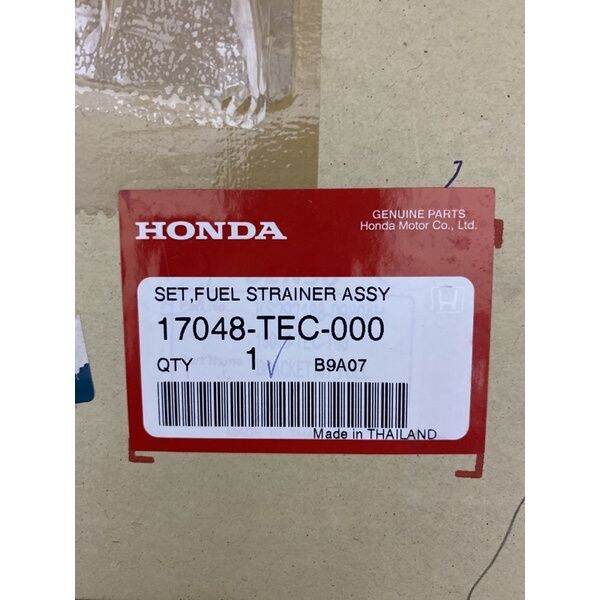 HONDA
GENUINE PARTS
Honda Motor Co., Ltd.
SET,FUEL STRAINER ASSY
17048-TEC-000
QTY 1 B9A07
Made in THAILAND